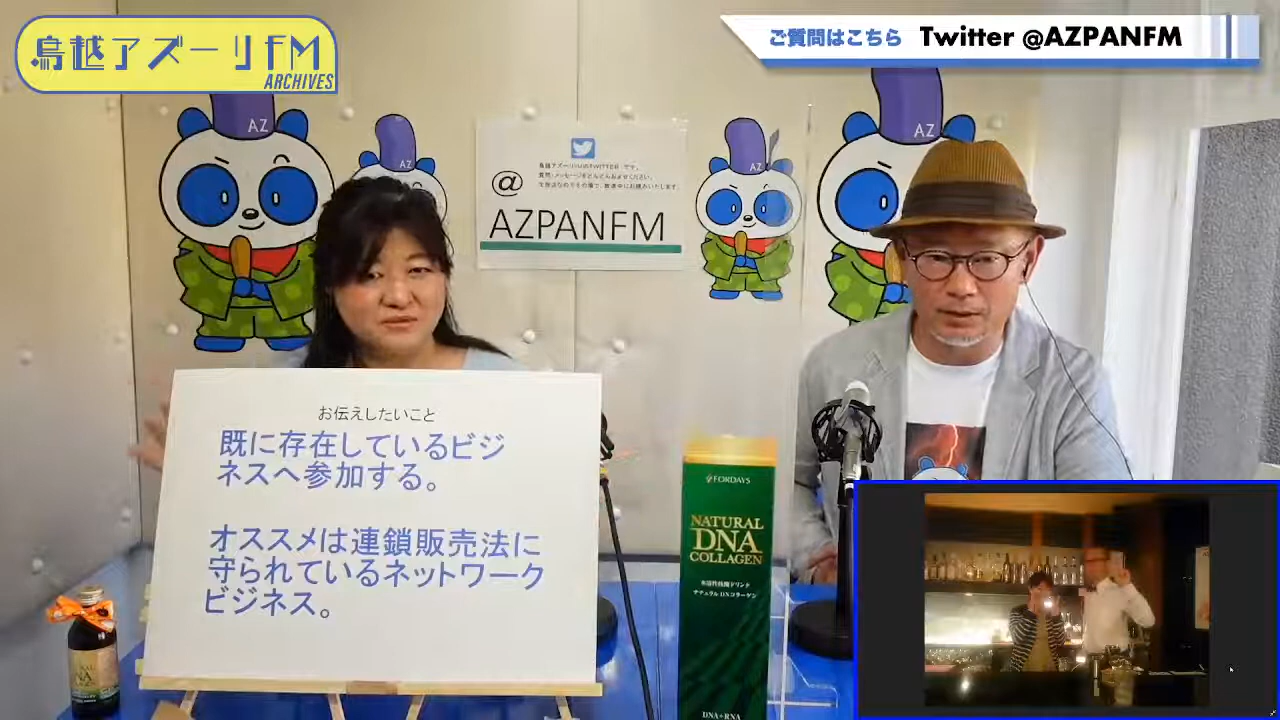 鳥越アズーリFM
ARCHIVES
ご質問はこちら Twitter @AZPANFM
AZ
AZ
AZ
AZ
@
AZPANFM
お伝えしたいこと
既に存在しているビジ
ネスへ参加する。
オススメは連鎖販売法に
守られているネットワーク
ビジネス。
FORDAYS
NATURAL
DNA
COLLAGEN
ナチュラル DNコラーゲン
DNA+RNA